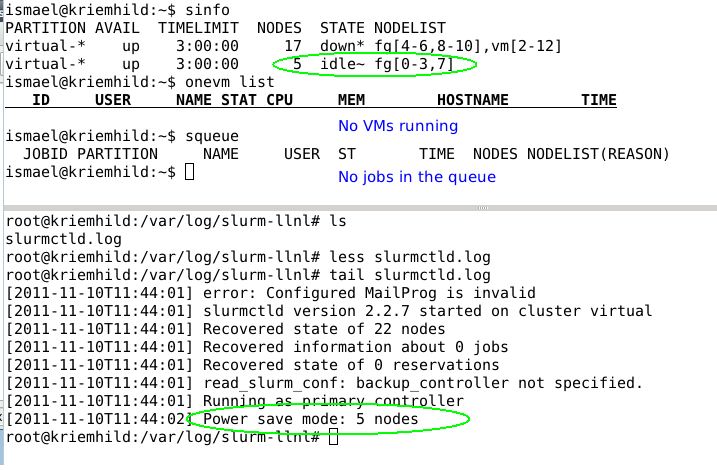 ismael@kriemhild:~$ sinfo
PARTITION AVAIL  TIMELIMIT  NODES  STATE NODELIST
virtual-*    up    3:00:00     17  down* fg[4-6,8-10],vm[2-12]
virtual-*    up    3:00:00      5  idle~ fg[0-3,7]
ismael@kriemhild:~$ onevm list
   ID     USER     NAME STAT CPU     MEM        HOSTNAME        TIME
No VMs running
ismael@kriemhild:~$ squeue
  JOBID PARTITION     NAME     USER  ST       TIME  NODES NODELIST(REASON)
ismael@kriemhild:~$
No jobs in the queue
root@kriemhild:/var/log/slurm-llnl# ls
slurmctld.log
root@kriemhild:/var/log/slurm-llnl# less slurmctld.log
root@kriemhild:/var/log/slurm-llnl# tail slurmctld.log
[2011-11-10T11:44:01] error: Configured MailProg is invalid
[2011-11-10T11:44:01] slurmctld version 2.2.7 started on cluster virtual
[2011-11-10T11:44:01] Recovered state of 22 nodes
[2011-11-10T11:44:01] Recovered information about 0 jobs
[2011-11-10T11:44:01] Recovered state of 0 reservations
[2011-11-10T11:44:01] read_slurm_conf: backup_controller not specified.
[2011-11-10T11:44:01] Running as primary controller
[2011-11-10T11:44:02] Power save mode: 5 nodes
root@kriemhild:/var/log/slurm-llnl#